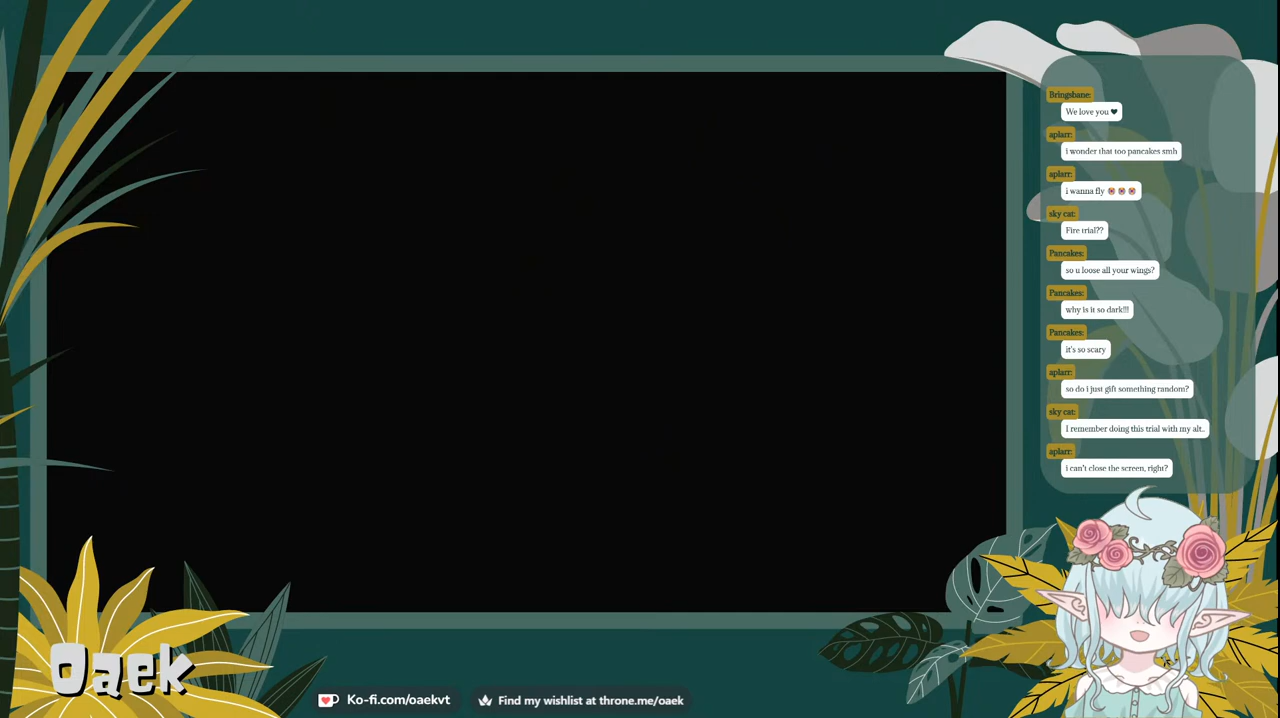 Bringsbane:
We love you ❤
aplarr:
i wonder that too pancakes smh
aplarr:
i wanna fly 😭 😭 😭
sky cat:
Fire trial??
Pancakes:
so u loose all your wings?
Pancakes:
why is it so dark!!!
Pancakes:
it's so scary
aplarr:
so do i just gift something random?
sky cat:
I remember doing this trial with my alt..
aplarr:
i can't close the screen, right?
Oaek
Ko-fi.com/oaekvt
Find my wishlist at throne.me/oaek